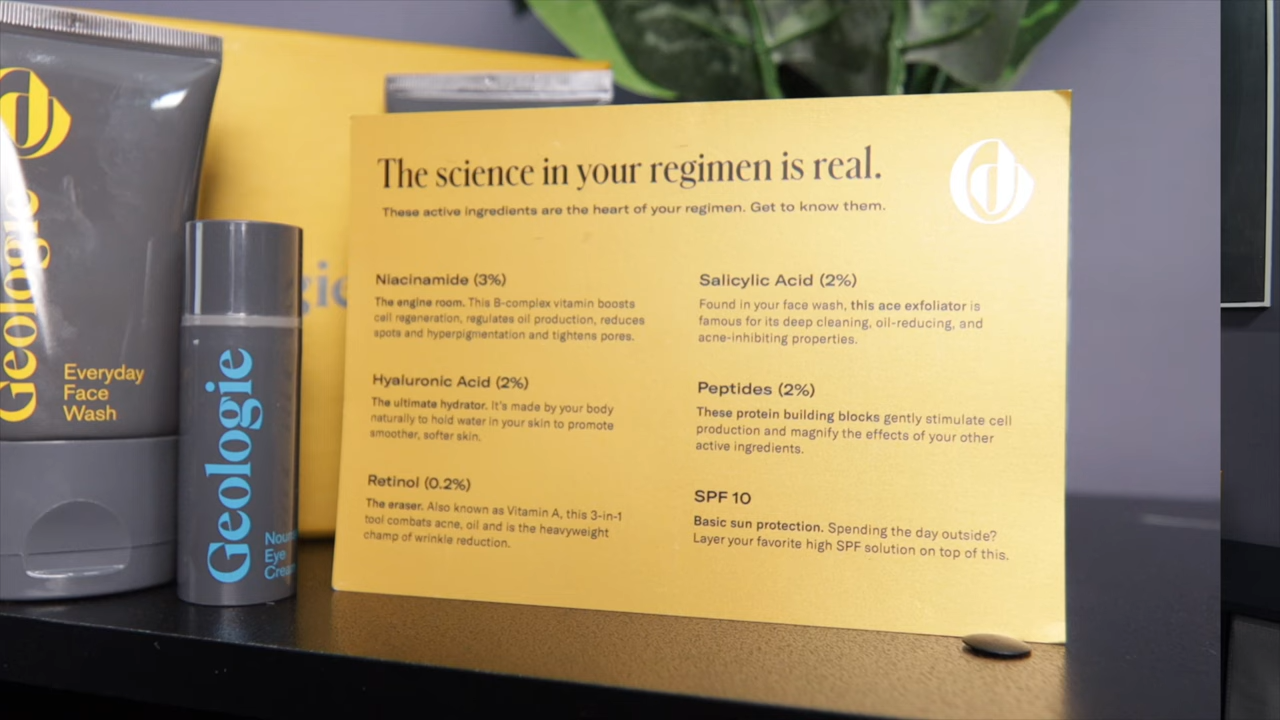 Geologie
Everyday
Face
Wash
Geologie
Eye
gie
The science in your regimen is real.
These active ingredients are the heart of your regimen. Get to know them.
Niacinamide (3%)
The engine room. This B-complex vitamin boosts
cell regeneration, regulates oil production, reduces
spots and hyperpigmentation and tightens pores.
Hyaluronic Acid (2%)
The ultimate hydrator. It's made by your body
naturally to hold water in your skin to promote
smoother, softer skin.
Retinol (0.2%)
The eraser. Also known as Vitamin A, this 3-in-1
tool combats acne, oil and is the heavyweight
champ of wrinkle reduction.
Salicylic Acid (2%)
Found in your face wash, this ace exfoliator is
famous for its deep cleaning, oil-reducing, and
acne-inhibiting properties.
Peptides (2%)
These protein building blocks gently stimulate cell
production and magnify the effects of your other
active ingredients.
SPF 10
Basic sun protection. Spending the day outside?
Layer your favorite high SPF solution on top of this.